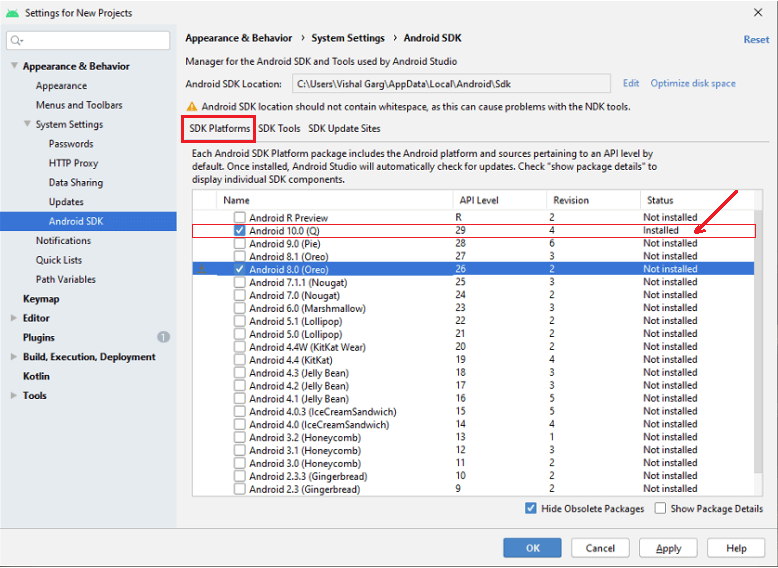 Settings for New Projects
Appearance & Behavior
Appearance
Menus and Toolbars
System Settings
Passwords
HTTP Proxy
Data Sharing
Updates
Android SDK
Notifications
Quick Lists
Path Variables
Keymap
Editor
Plugins 1
Build, Execution, Deployment
Kotlin
Tools
Appearance & Behavior › System Settings › Android SDK Reset
Manager for the Android SDK and Tools used by Android Studio
Android SDK Location: C:\Users\Vishal Garg\AppData\Local\Android\Sdk Edit Optimize disk space
Android SDK location should not contain whitespace, as this can cause problems with the NDK tools.
SDK Platforms SDK Tools SDK Update Sites
Each Android SDK Platform package includes the Android platform and sources pertaining to an API level by
default. Once installed, Android Studio will automatically check for updates. Check "show package details" to
display individual SDK components.
Name API Level Revision Status
Android R Preview R 2 Not installed
Android 10.0 (Q) 29 4 Installed
Android 9.0 (Pie) 28 6 Not installed
Android 8.1 (Oreo) 27 3 Not installed
Android 8.0 (Oreo) 26 2 Not installed
Android 7.1.1 (Nougat) 25 3 Not installed
Android 7.0 (Nougat) 24 2 Not installed
Android 6.0 (Marshmallow) 23 3 Not installed
Android 5.1 (Lollipop) 22 2 Not installed
Android 5.0 (Lollipop) 21 2 Not installed
Android 4.4W (KitKat Wear) 20 2 Not installed
Android 4.4 (KitKat) 19 4 Not installed
Android 4.3 (Jelly Bean) 18 3 Not installed
Android 4.2 (Jelly Bean) 17 3 Not installed
Android 4.1 (Jelly Bean) 16 5 Not installed
Android 4.0.3 (IceCreamSandwich) 15 5 Not installed
Android 4.0 (IceCreamSandwich) 14 4 Not installed
Android 3.2 (Honeycomb) 13 1 Not installed
Android 3.1 (Honeycomb) 12 3 Not installed
Android 3.0 (Honeycomb) 11 2 Not installed
Android 2.3.3 (Gingerbread) 10 2 Not installed
Android 2.3 (Gingerbread) 9 2 Not installed
Hide Obsolete Packages Show Package Details
OK Cancel Apply Help